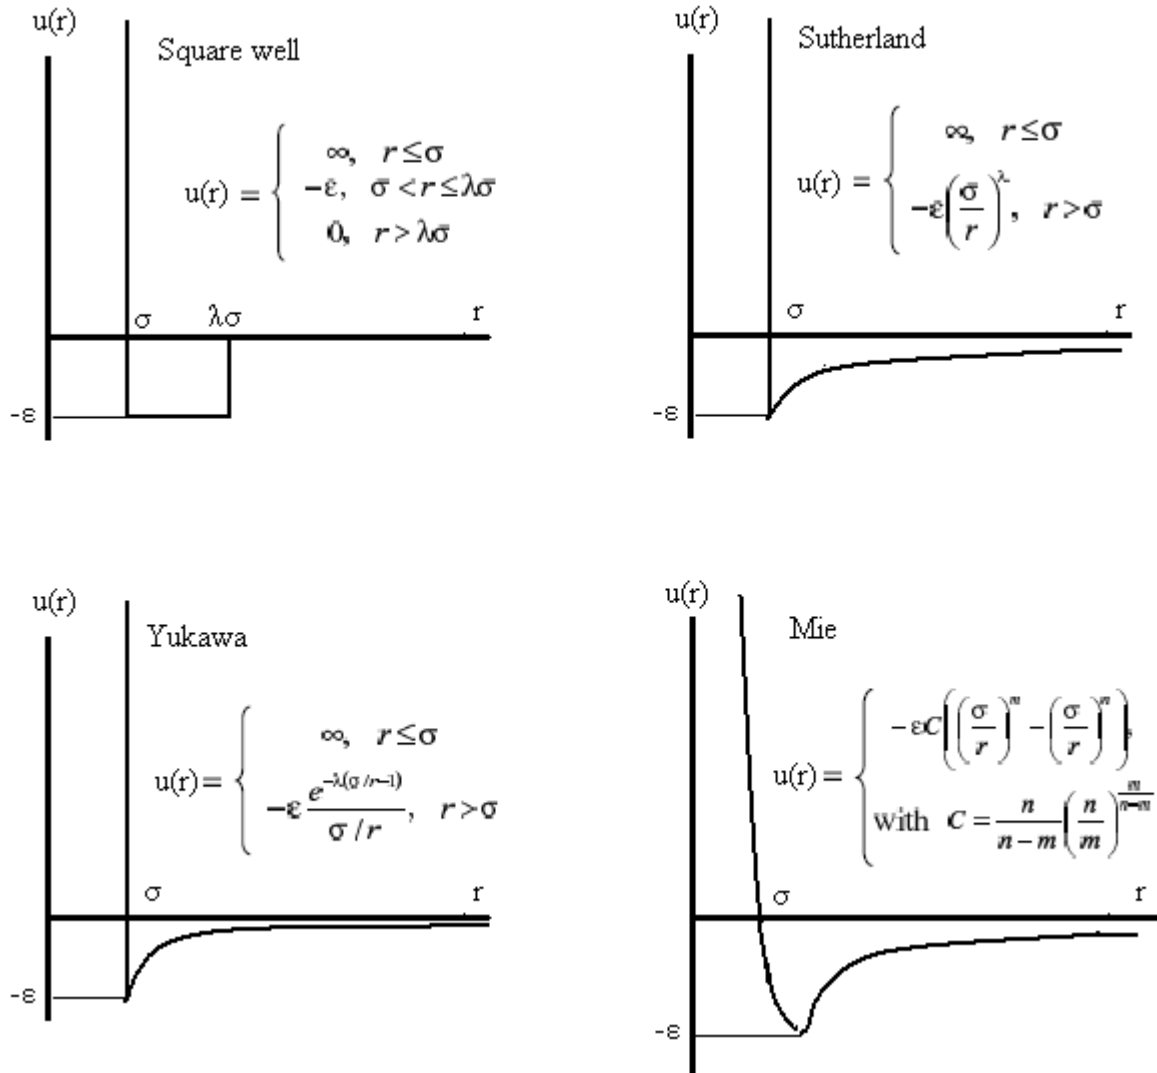 u(r)
Square well
u(r) = { ∞, r ≤ σ
-ε, σ < r ≤ λσ
0, r > λσ
σ λσ r
-ε
u(r)
Sutherland
u(r) = { ∞, r ≤ σ
-ε(σ/r)^λ, r > σ
σ r
-ε
u(r)
Yukawa
u(r) = { ∞, r ≤ σ
-ε e^{-λ(σ/r-1)} / (σ/r), r > σ
σ r
-ε
u(r)
Mie
u(r) = { -εC((σ/r)^m - (σ/r)^n),
with C = n/(n-m) (n/m)^{m/(n-m)}
σ r
-ε